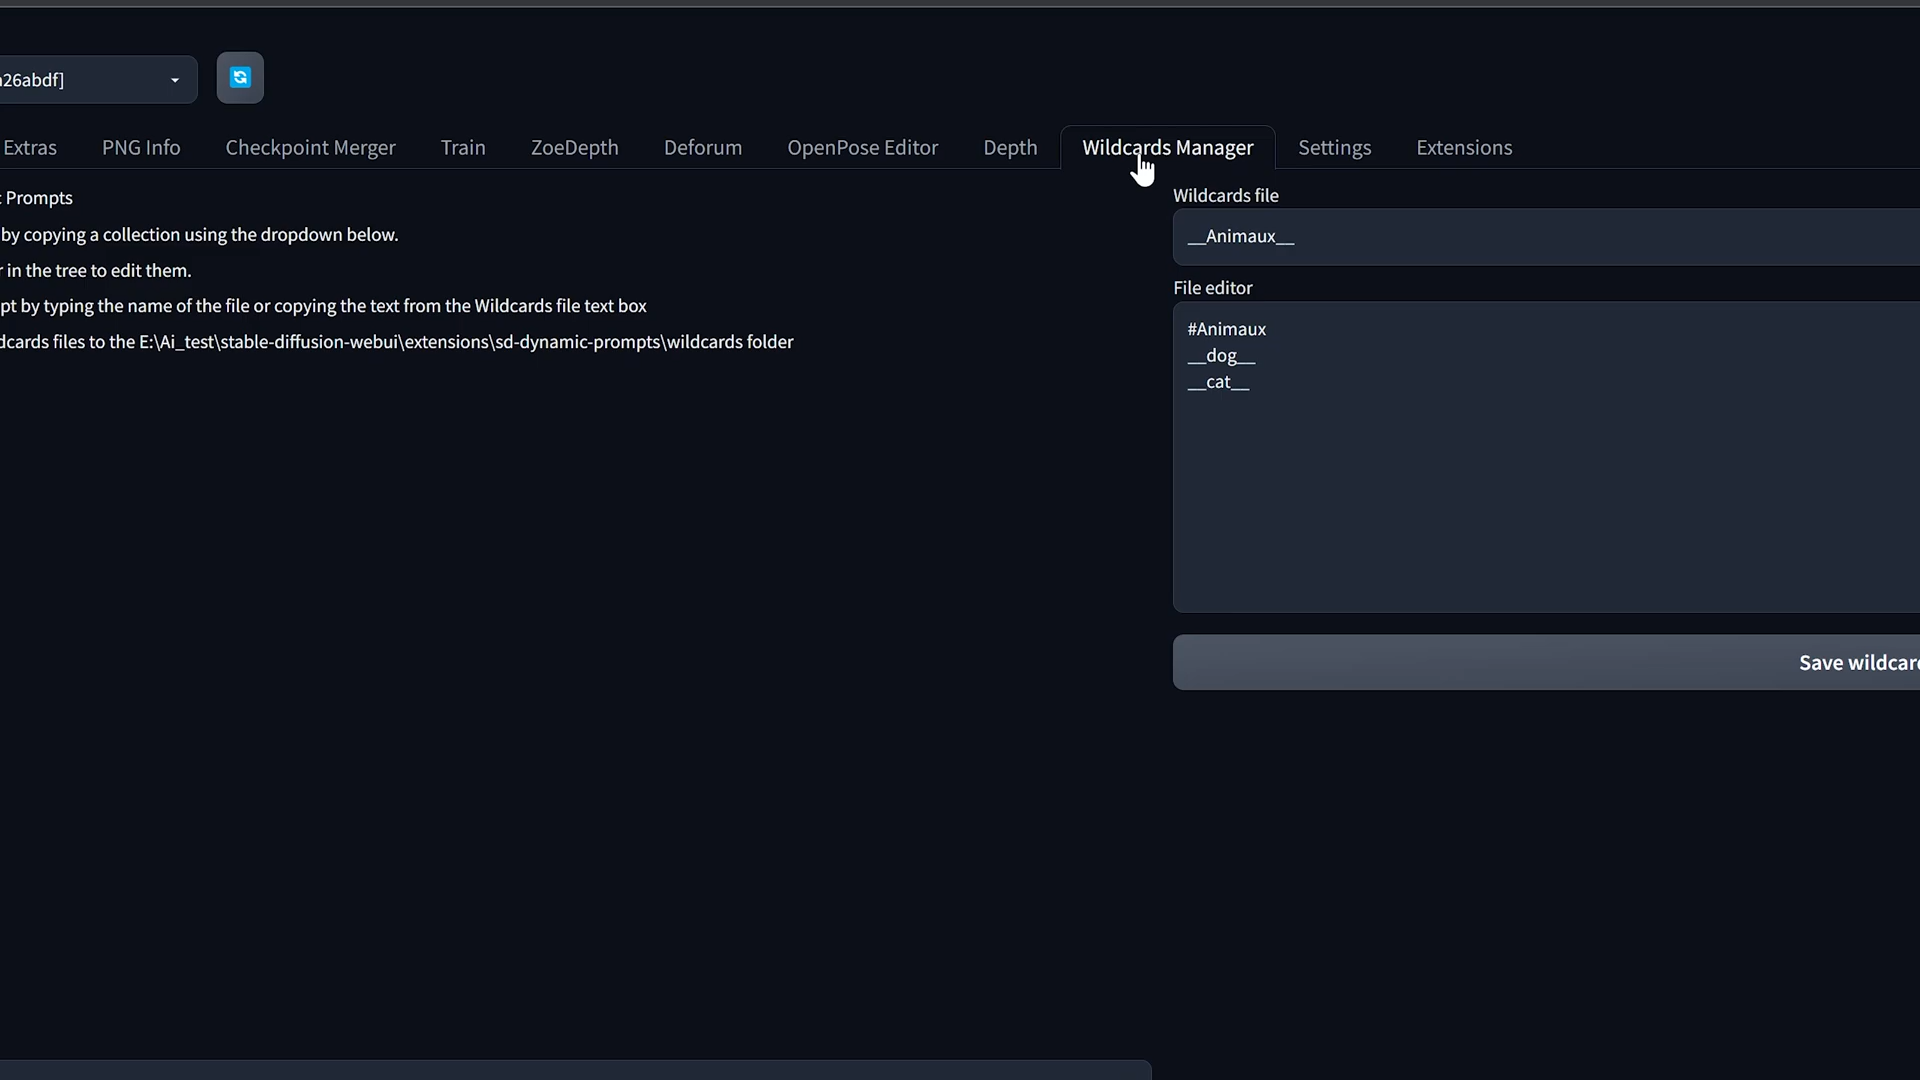 26abdf]
Extras PNG Info Checkpoint Merger Train ZoeDepth Deforum OpenPose Editor Depth Wildcards Manager Settings Extensions
Prompts
by copying a collection using the dropdown below.
r in the tree to edit them.
pt by typing the name of the file or copying the text from the Wildcards file text box
dcards files to the E:\Ai_test\stable-diffusion-webui\extensions\sd-dynamic-prompts\wildcards folder
Wildcards file
__Animaux__
File editor
#Animaux
__dog__
__cat__
Save wildcar